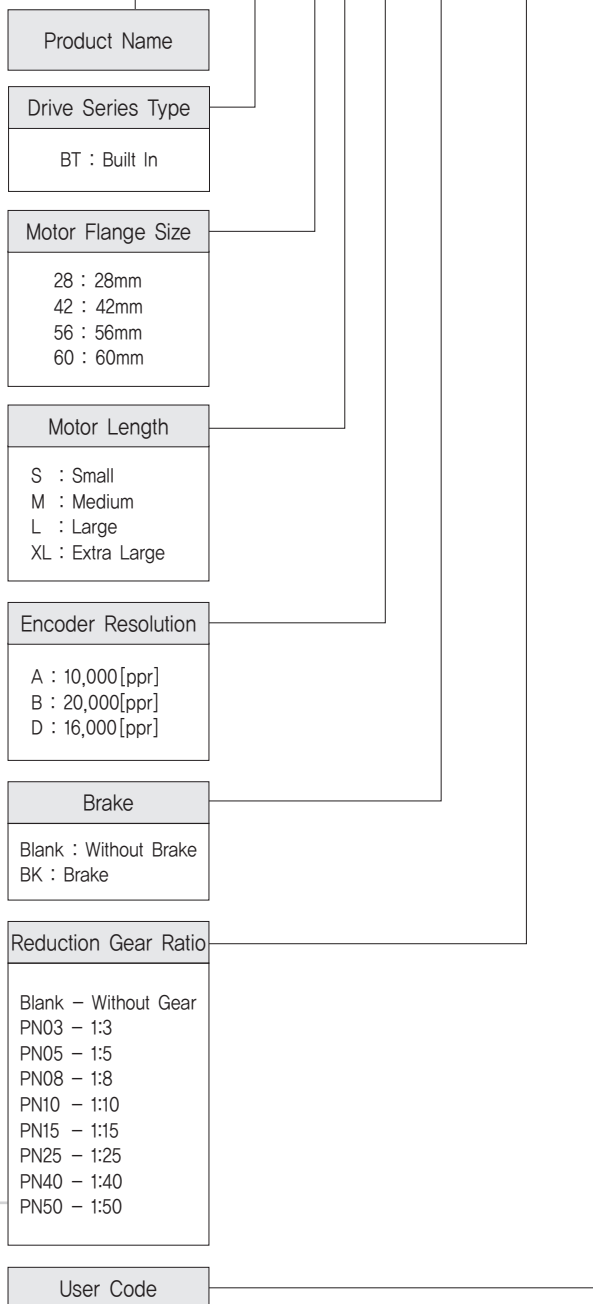 Product Name
Drive Series Type
BT : Built In
Motor Flange Size
28 : 28mm
42 : 42mm
56 : 56mm
60 : 60mm
Motor Length
S : Small
M : Medium
L : Large
XL : Extra Large
Encoder Resolution
A : 10,000[ppr]
B : 20,000[ppr]
D : 16,000[ppr]
Brake
Blank : Without Brake
BK : Brake
Reduction Gear Ratio
Blank - Without Gear
PN03 - 1:3
PN05 - 1:5
PN08 - 1:8
PN10 - 1:10
PN15 - 1:15
PN25 - 1:25
PN40 - 1:40
PN50 - 1:50
User Code